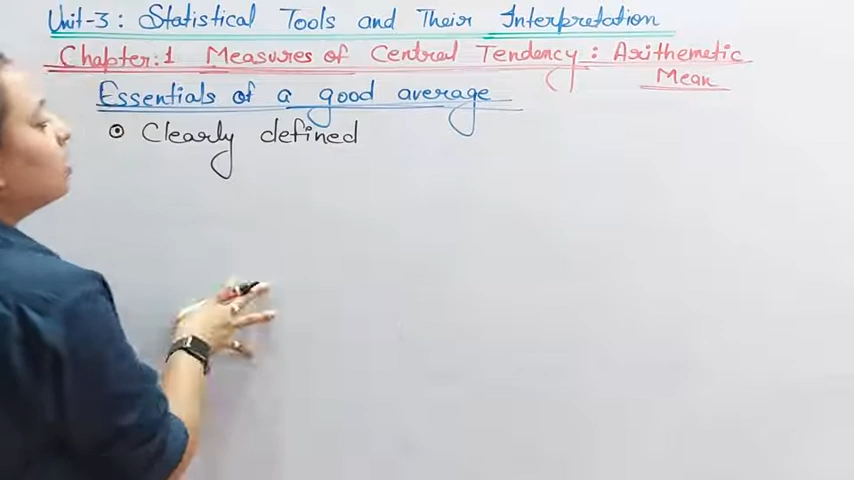 Unit-3: Statistical Tools and Their Interpretation
Chapter: 1 Measures of Central Tendency: Arithemetic
Mean
Essentials of a good average
⊙ Clearly defined